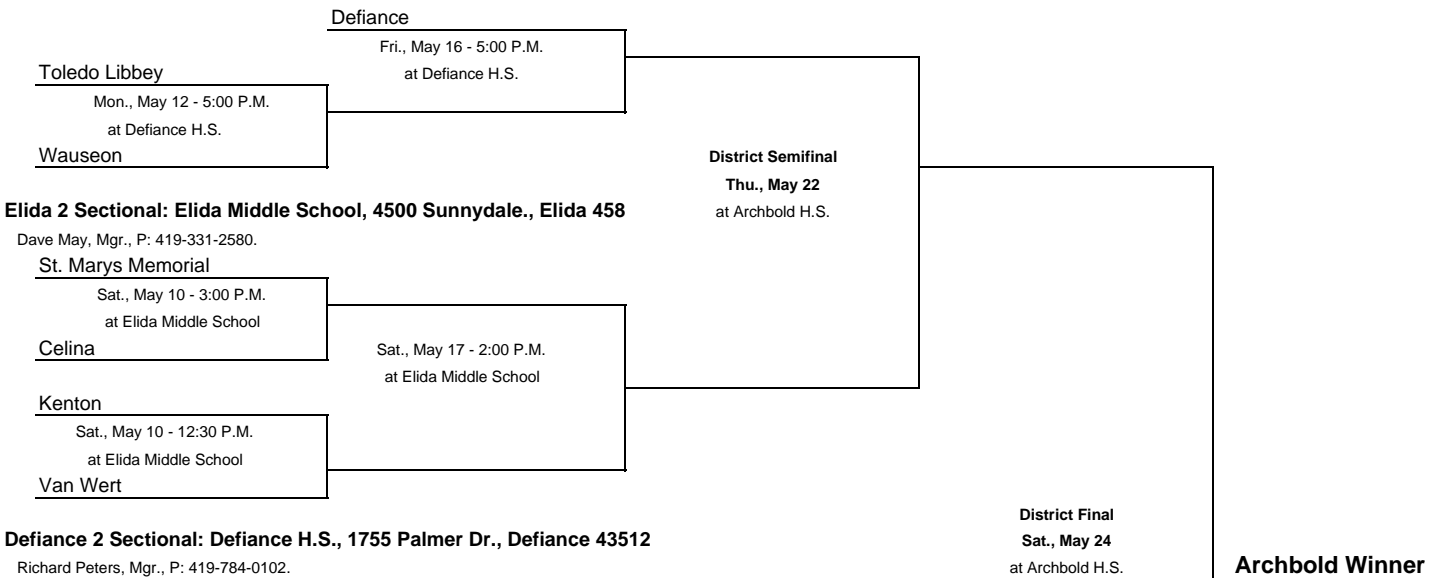 Defiance
Fri., May 16 - 5:00 P.M.
at Defiance H.S.
Toledo Libbey
Mon., May 12 - 5:00 P.M.
at Defiance H.S.
Wauseon
District Semifinal
Thu., May 22
at Archbold H.S.
Elida 2 Sectional: Elida Middle School, 4500 Sunnydale., Elida 458
Dave May, Mgr., P: 419-331-2580.
St. Marys Memorial
Sat., May 10 - 3:00 P.M.
at Elida Middle School
Celina
Sat., May 17 - 2:00 P.M.
at Elida Middle School
Kenton
Sat., May 10 - 12:30 P.M.
at Elida Middle School
Van Wert
District Final
Sat., May 24
at Archbold H.S.
Archbold Winner
Defiance 2 Sectional: Defiance H.S., 1755 Palmer Dr., Defiance 43512
Richard Peters, Mgr., P: 419-784-0102.